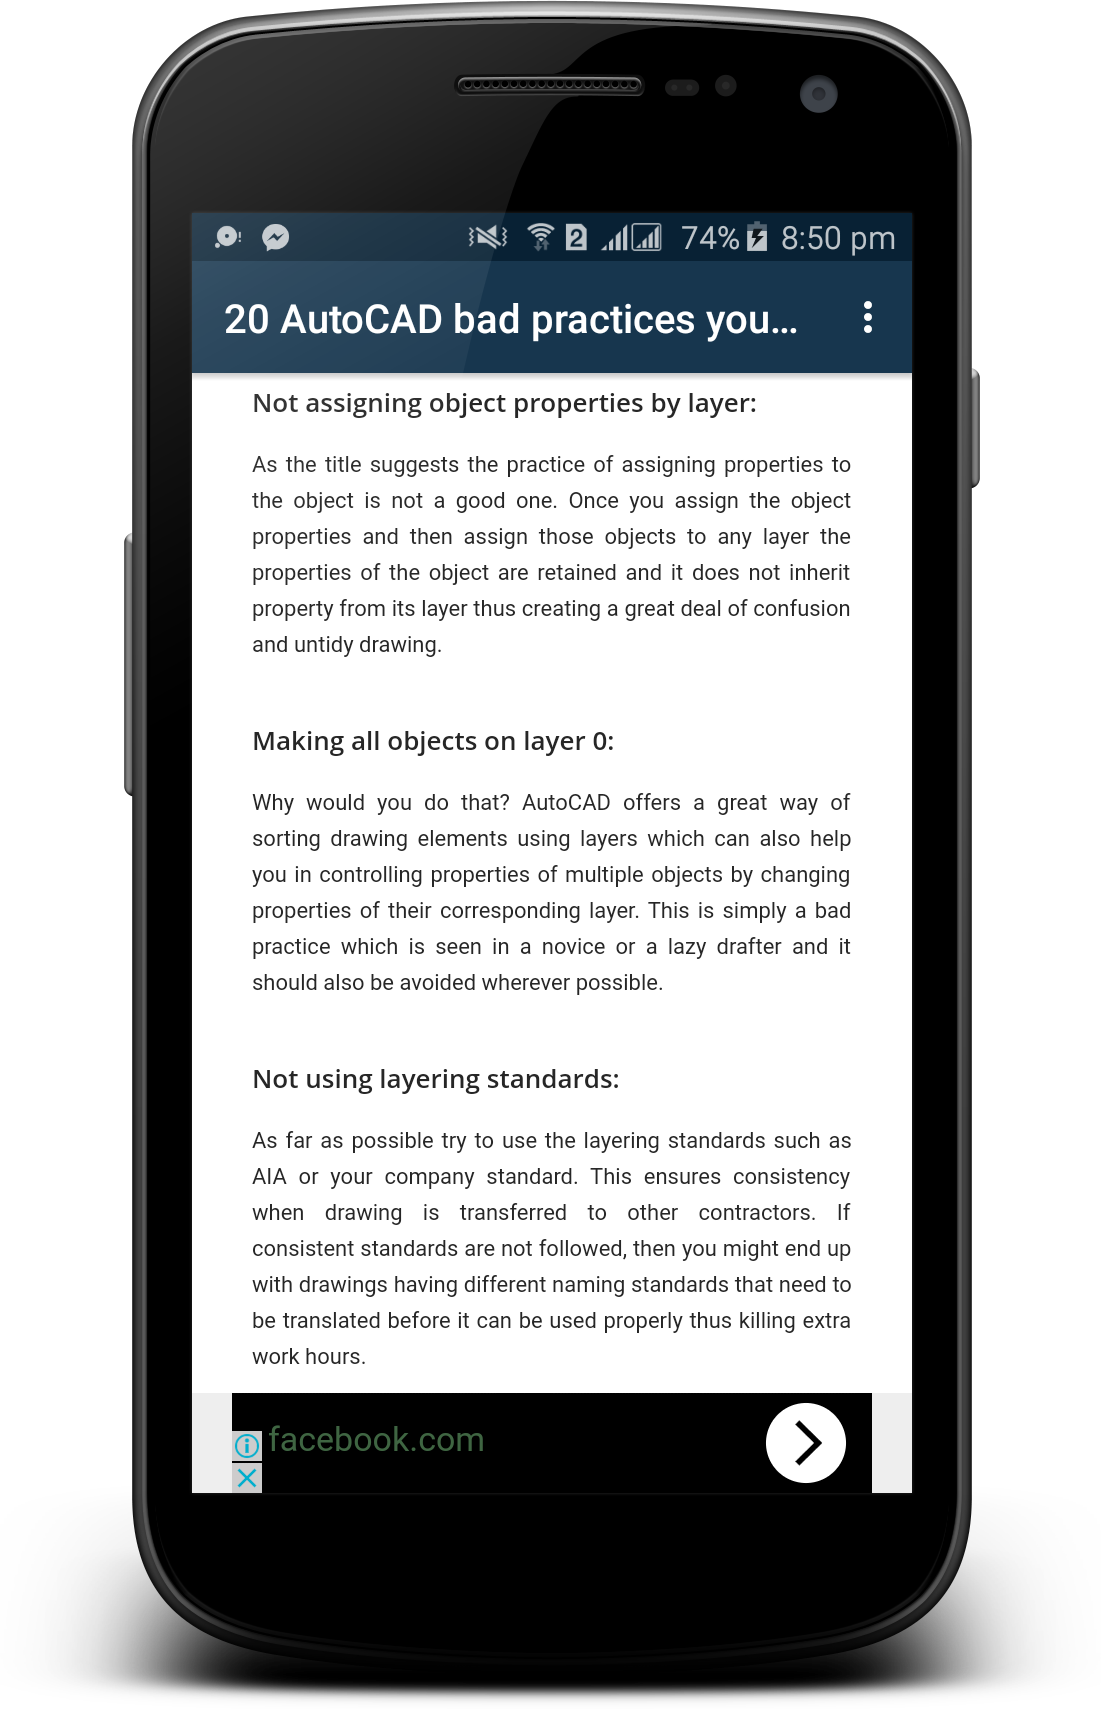 2 74% 8:50 pm
20 AutoCAD bad practices you...
Not assigning object properties by layer:
As the title suggests the practice of assigning properties to
the object is not a good one. Once you assign the object
properties and then assign those objects to any layer the
properties of the object are retained and it does not inherit
property from its layer thus creating a great deal of confusion
and untidy drawing.
Making all objects on layer 0:
Why would you do that? AutoCAD offers a great way of
sorting drawing elements using layers which can also help
you in controlling properties of multiple objects by changing
properties of their corresponding layer. This is simply a bad
practice which is seen in a novice or a lazy drafter and it
should also be avoided wherever possible.
Not using layering standards:
As far as possible try to use the layering standards such as
AIA or your company standard. This ensures consistency
when drawing is transferred to other contractors. If
consistent standards are not followed, then you might end up
with drawings having different naming standards that need to
be translated before it can be used properly thus killing extra
work hours.
facebook.com